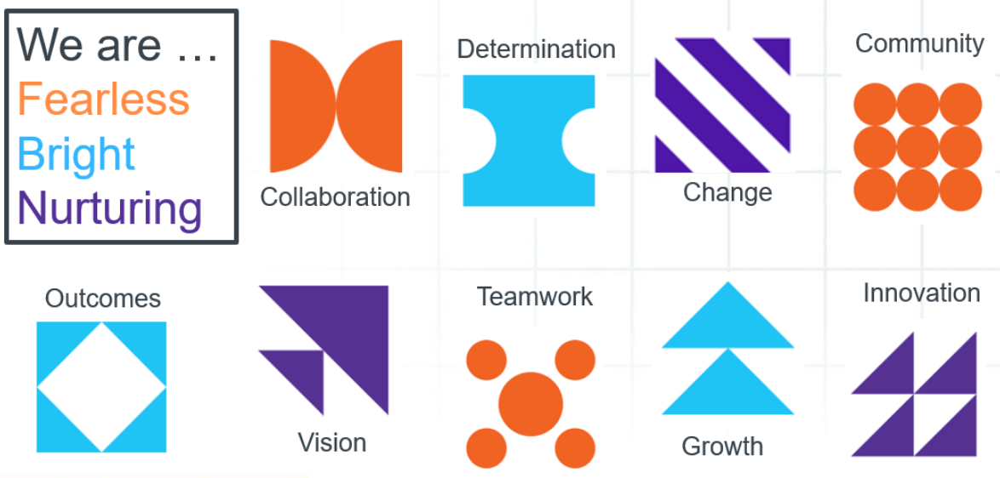 We are ...
Fearless
Bright
Nurturing
Collaboration
Determination
Change
Community
Outcomes
Vision
Teamwork
Growth
Innovation